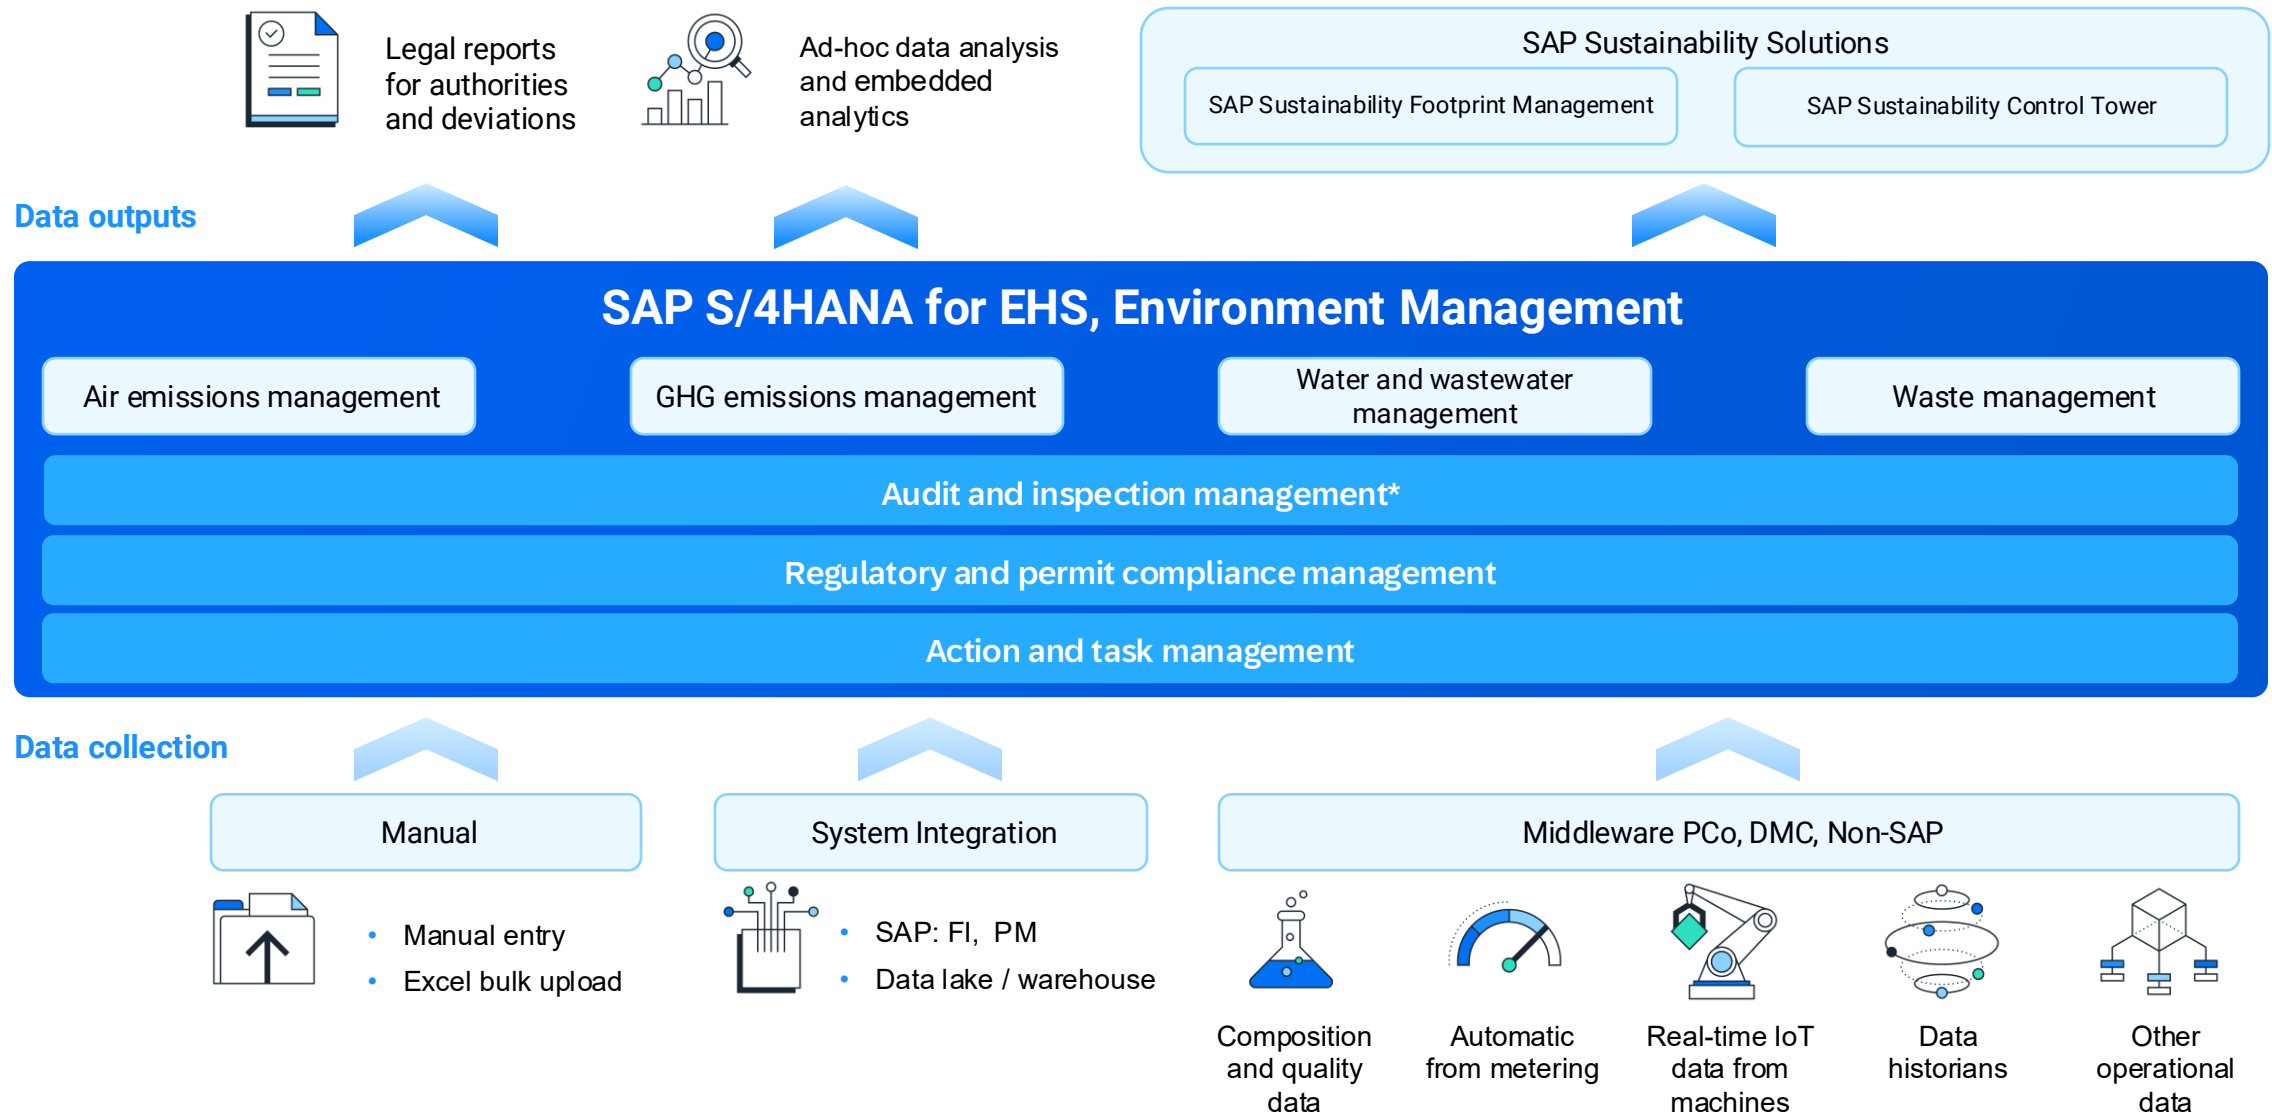 Legal reports
for authorities
and deviations
Ad-hoc data analysis
and embedded
analytics
SAP Sustainability Solutions
SAP Sustainability Footprint Management
SAP Sustainability Control Tower
Data outputs
SAP S/4HANA for EHS, Environment Management
Air emissions management
GHG emissions management
Water and wastewater
management
Waste management
Audit and inspection management*
Regulatory and permit compliance management
Action and task management
Data collection
Manual
System Integration
Middleware PCo, DMC, Non-SAP
• Manual entry
• Excel bulk upload
• SAP: FI, PM
• Data lake / warehouse
Composition
and quality
data
Automatic
from metering
Real-time IoT
data from
machines
Data
historians
Other
operational
data